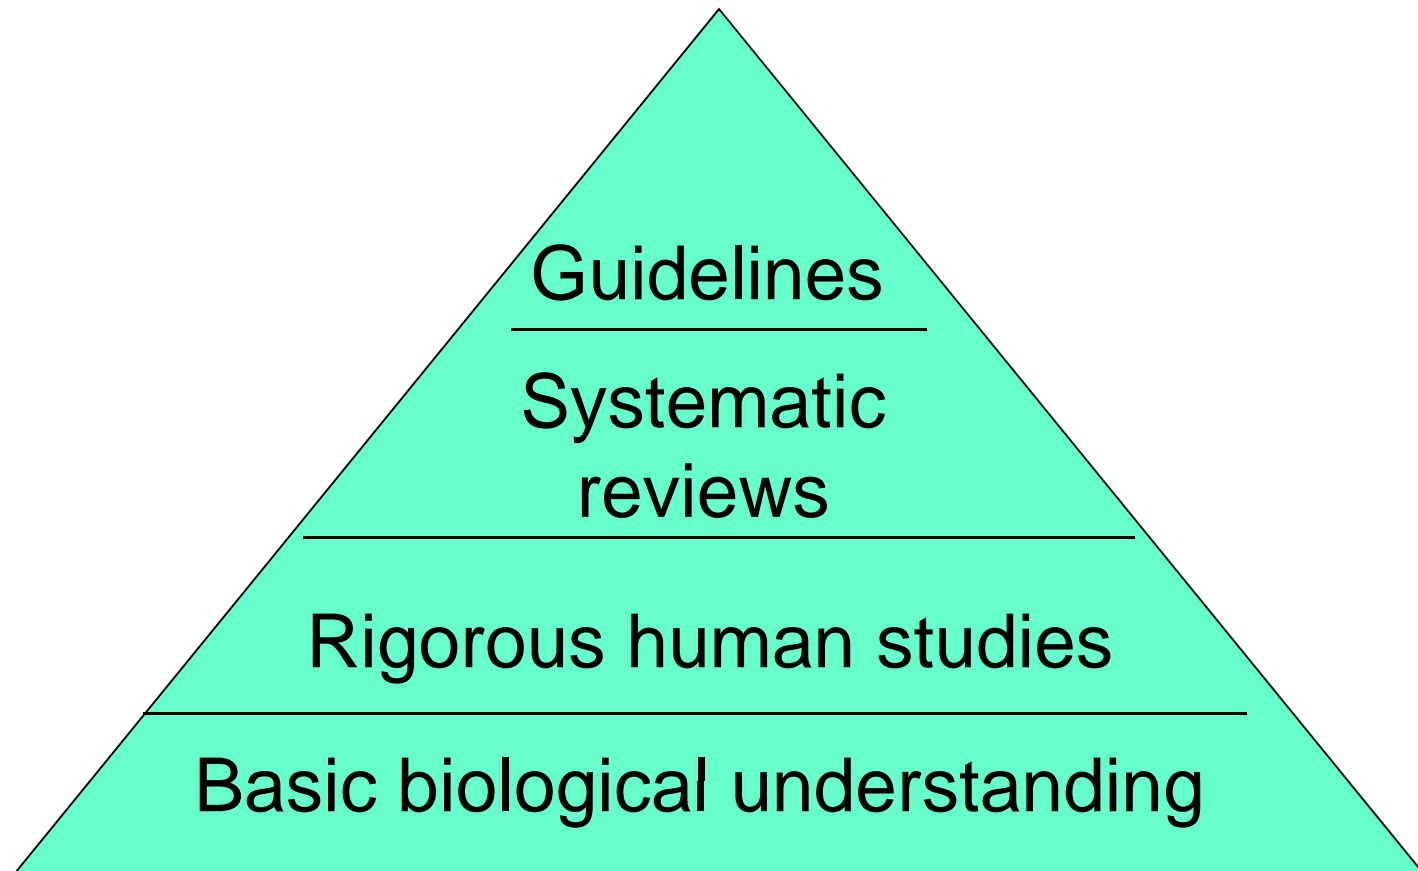 Guidelines
Systematic
reviews
Rigorous human studies
Basic biological understanding